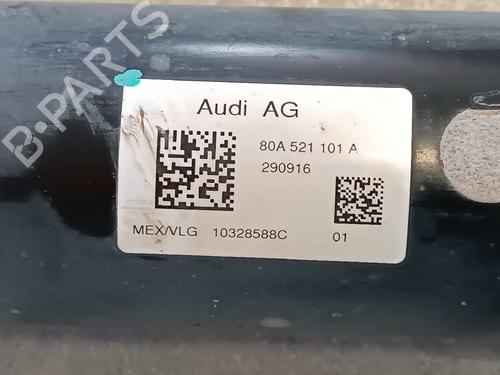 B-PARTS
Audi AG
80A 521 101 A
290916
MEX/VLG 10328588C 01